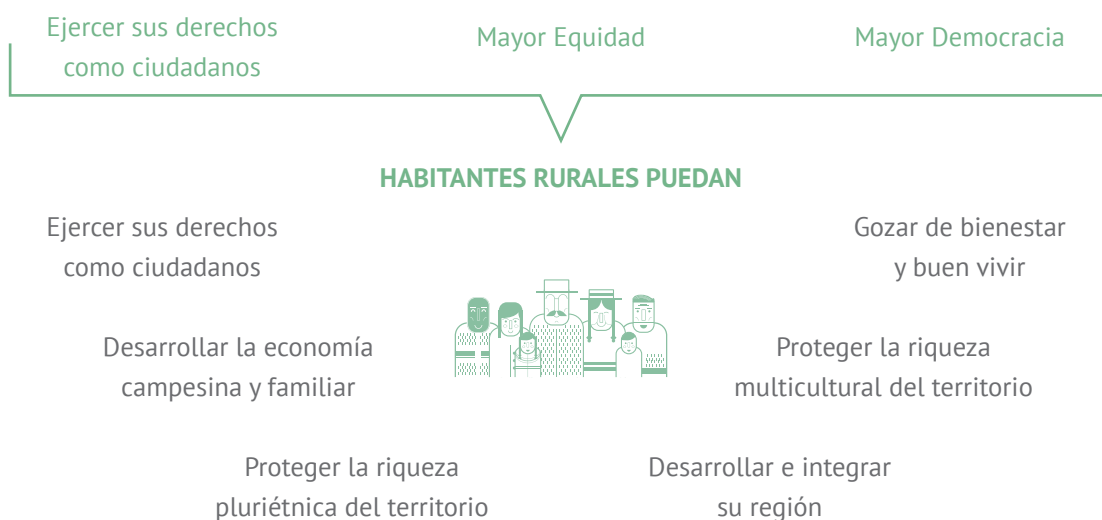 Ejercer sus derechos
como ciudadanos
Mayor Equidad
Mayor Democracia
HABITANTES RURALES PUEDAN
Ejercer sus derechos
como ciudadanos
Gozar de bienestar
y buen vivir
Desarrollar la economía
campesina y familiar
Proteger la riqueza
multicultural del territorio
Proteger la riqueza
pluriétnica del territorio
Desarrollar e integrar
su región